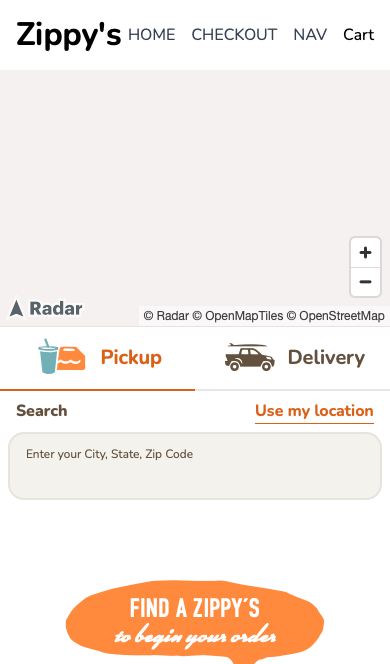 Zippy's HOME CHECKOUT NAV Cart
+
−
Radar
© Radar © OpenMapTiles © OpenStreetMap
Pickup Delivery
Search Use my location
Enter your City, State, Zip Code
FIND A ZIPPY'S
to begin your order